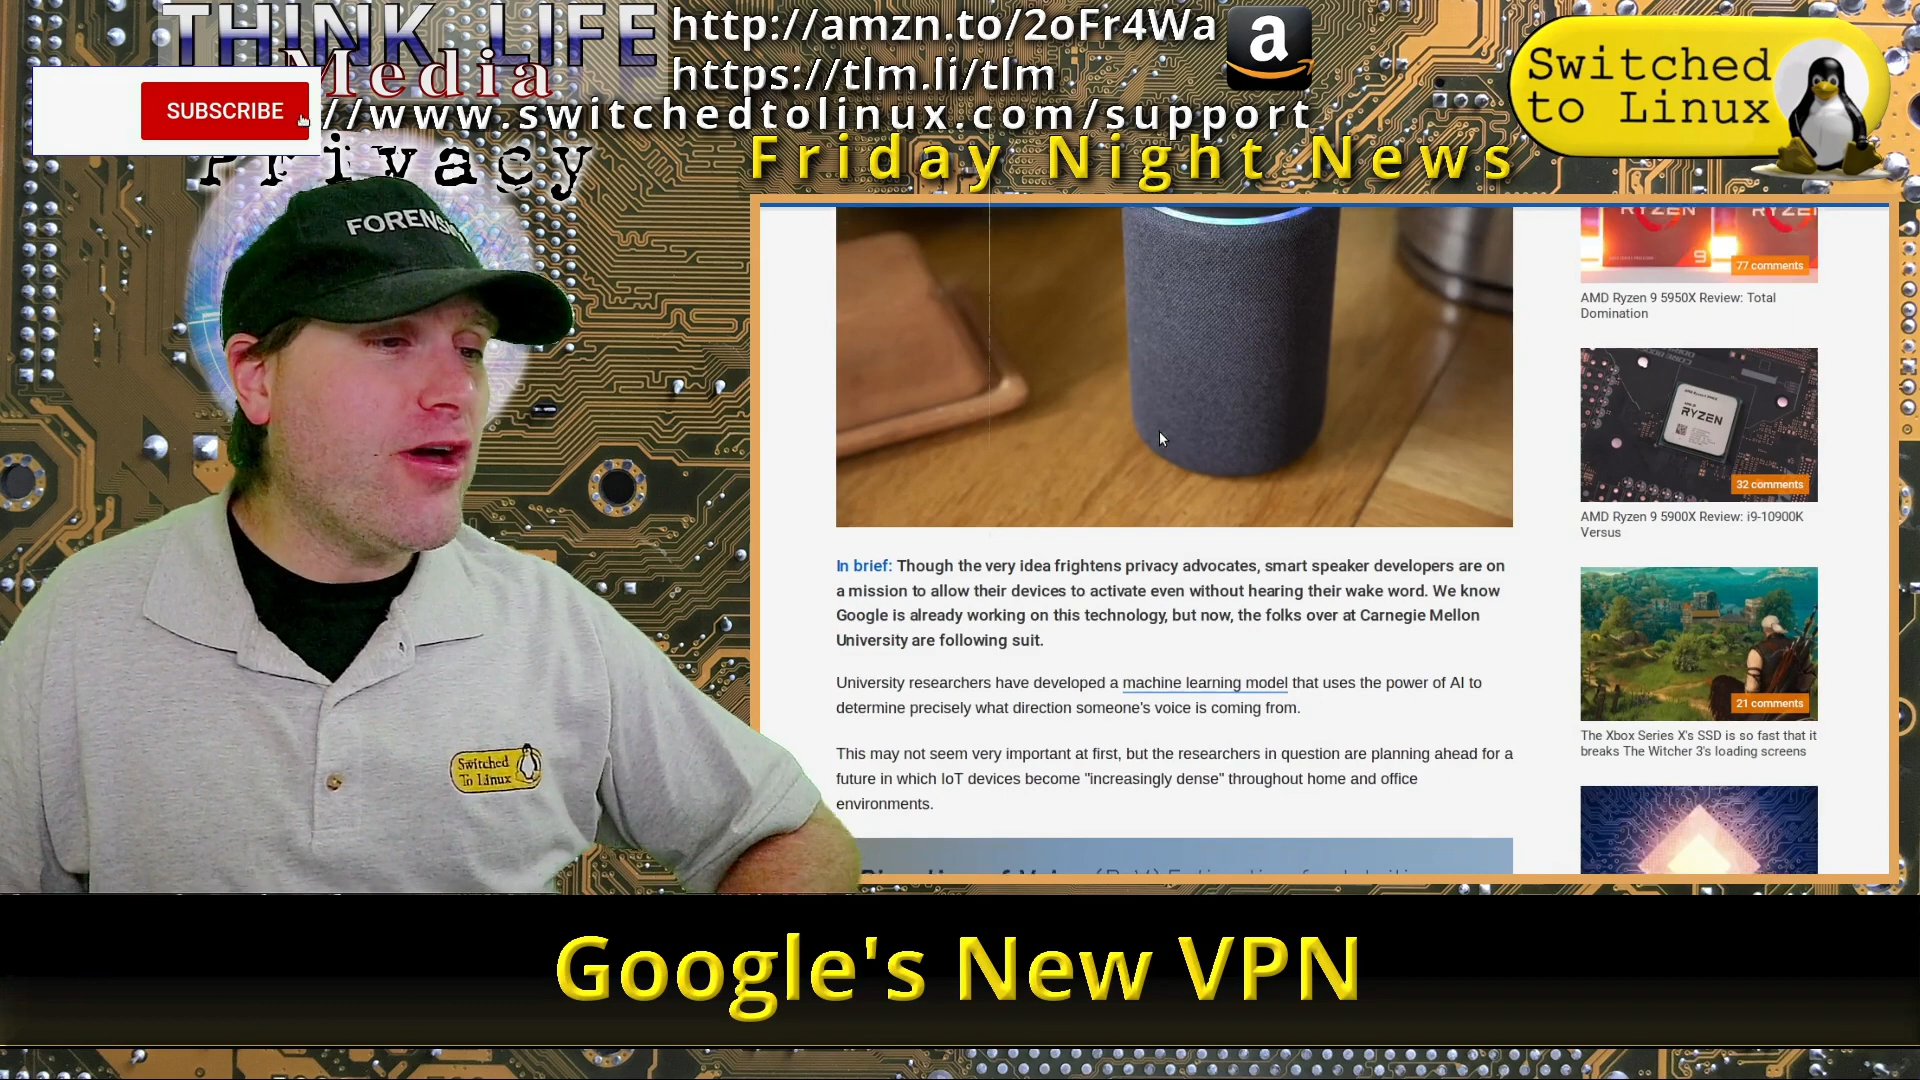 THINK LIFE
Media
http://amzn.to/2oFr4Wa
https://tlm.li/tlm
//www.switchedtolinux.com/support
SUBSCRIBE
Privacy
Friday Night News
a
Switched
to Linux
77 comments
AMD Ryzen 9 5950X Review: Total
Domination
RYZEN
32 comments
AMD Ryzen 9 5900X Review: i9-10900K
Versus
21 comments
The Xbox Series X's SSD is so fast that it
breaks The Witcher 3's loading screens
In brief: Though the very idea frightens privacy advocates, smart speaker developers are on
a mission to allow their devices to activate even without hearing their wake word. We know
Google is already working on this technology, but now, the folks over at Carnegie Mellon
University are following suit.
University researchers have developed a machine learning model that uses the power of AI to
determine precisely what direction someone's voice is coming from.
This may not seem very important at first, but the researchers in question are planning ahead for a
future in which IoT devices become "increasingly dense" throughout home and office
environments.
Switched
To Linux
Google's New VPN